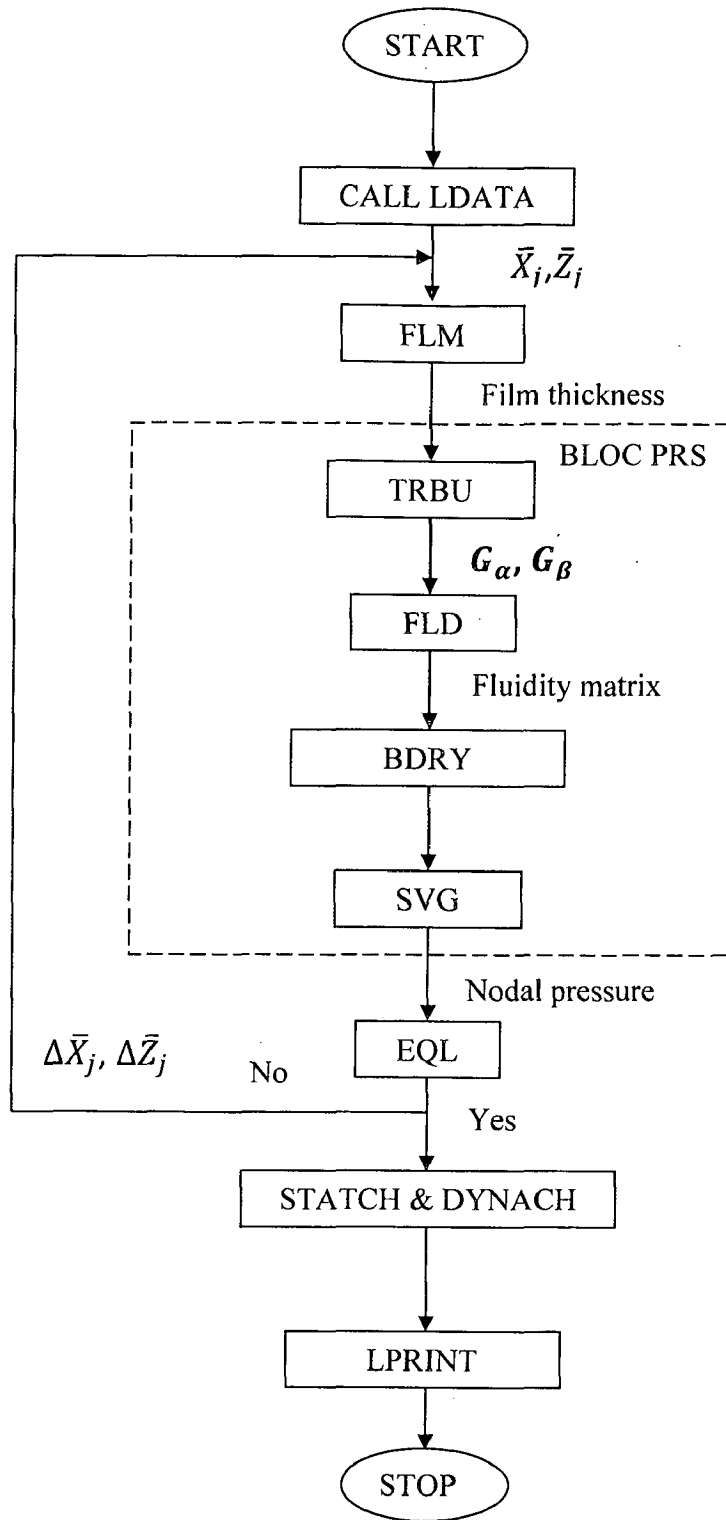 START
CALL LDATA
X̄ⱼ, Z̄ⱼ
FLM
Film thickness
BLOC PRS
TRBU
G_α, G_β
FLD
Fluidity matrix
BDRY
SVG
Nodal pressure
EQL
ΔX̄ⱼ, ΔZ̄ⱼ
No
Yes
STATCH & DYNACH
LPRINT
STOP